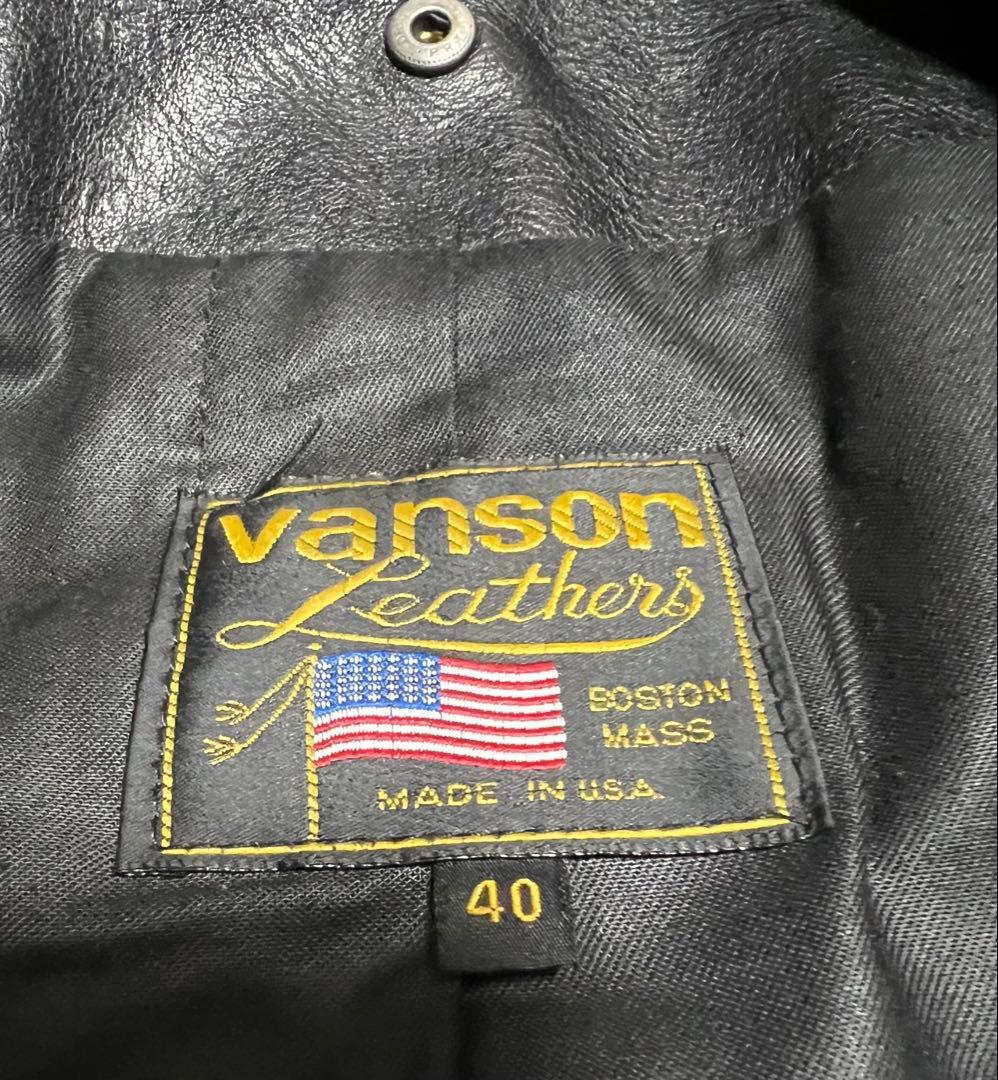 vanson
Leathers
BOSTON
MASS
MADE IN U.S.A.
40